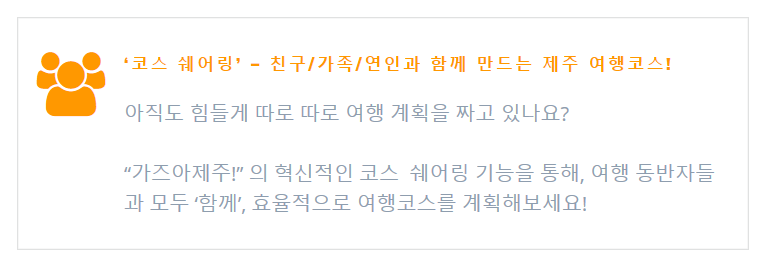 ‘코스 쉐어링’ – 친구/가족/연인과 함께 만드는 제주 여행코스!
아직도 힘들게 따로 따로 여행 계획을 짜고 있나요?
“가즈아제주!” 의 혁신적인 코스  쉐어링 기능을 통해, 여행 동반자들
과 모두 ‘함께’, 효율적으로 여행코스를 계획해보세요!